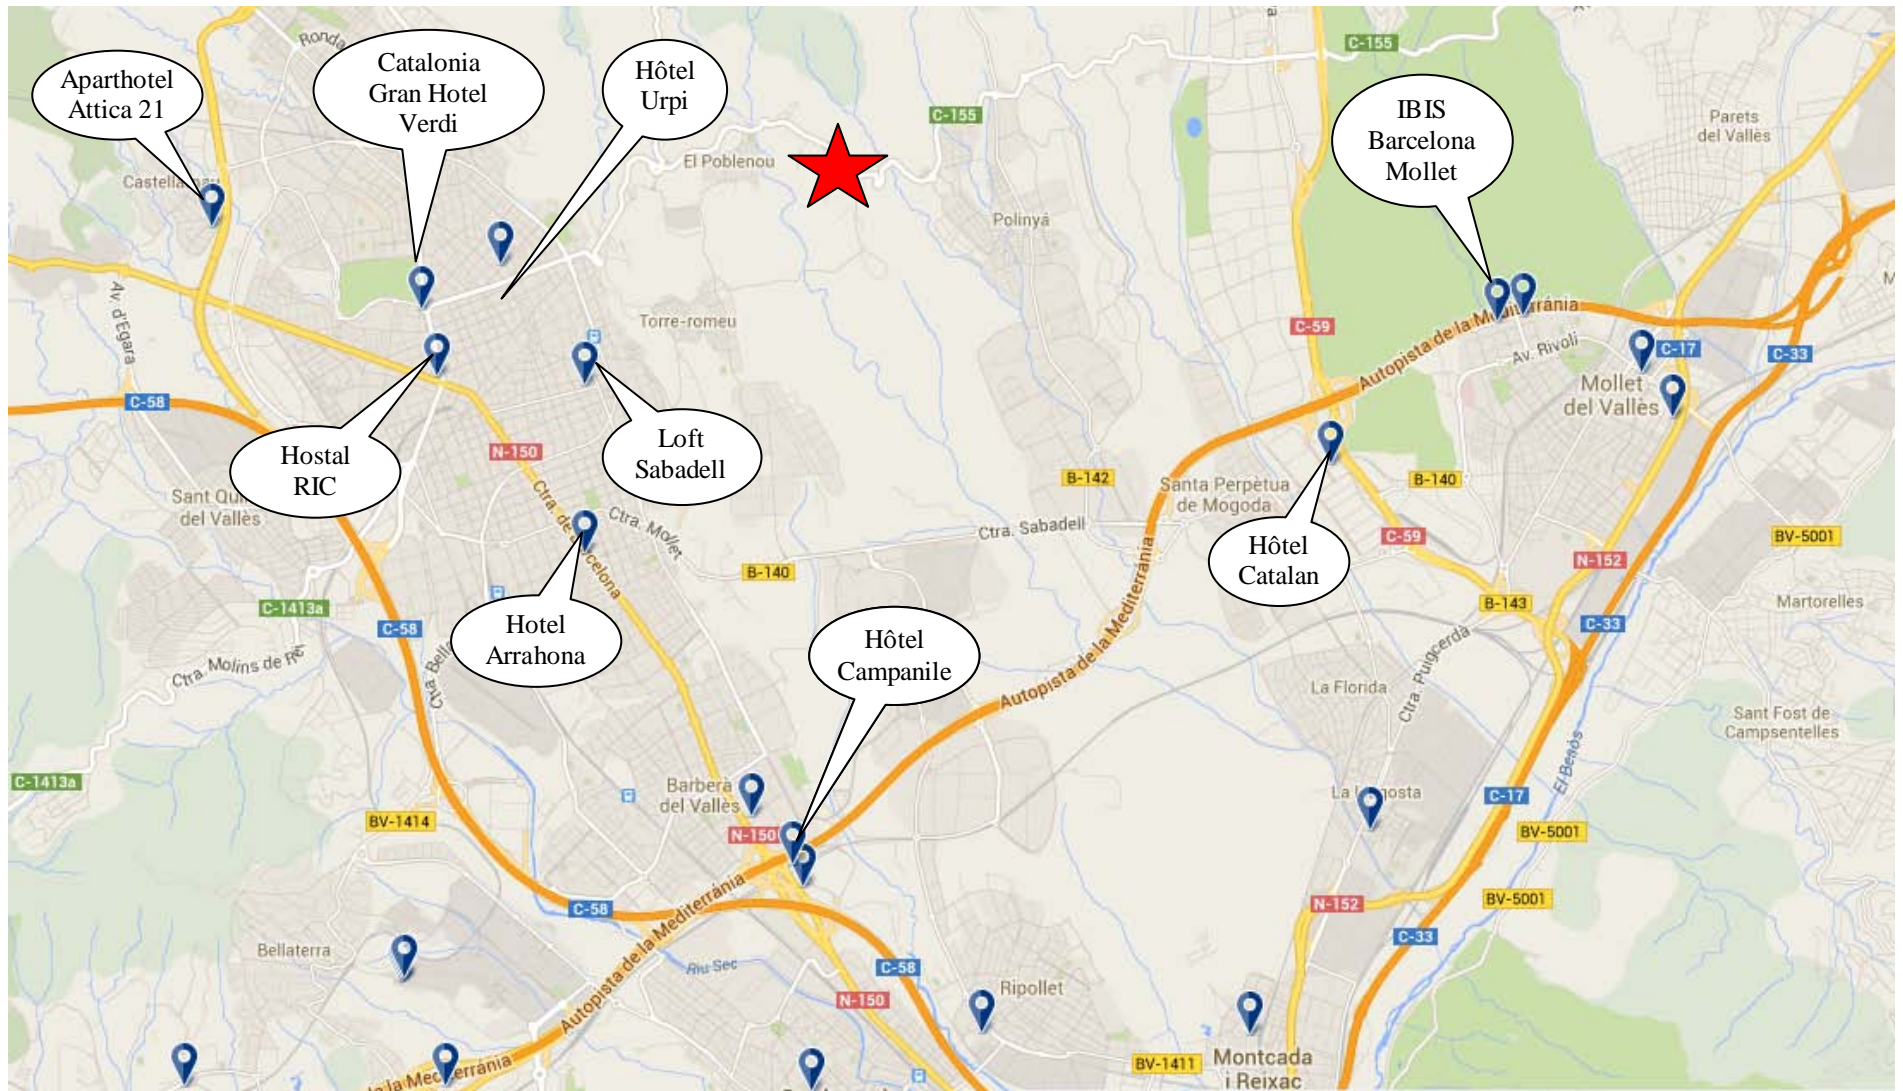 Ronda
C-155
Aparthotel
Attica 21
Catalonia
Gran Hotel
Verdi
Hôtel
Urpi
C-155
IBIS
Barcelona
Mollet
Parets
del Vallès
El Poblenou
Polinyà
Av. d'Egara
Torre-romeu
C-59
Autopista de la Mediterrània
Av. Rivoli
C-17
C-33
Mollet
del Vallès
C-58
Hostal
RIC
N-150
Loft
Sabadell
B-142
Santa Perpètua
de Mogoda
B-140
Sant Qui
del Vallès
Ctra. Mollet
Ctra. Sabadell
C-59
Hôtel
Catalan
BV-5001
N-152
B-140
C-1413a
C-58
B-143
Martorelles
C-33
Hotel
Arrahona
Hôtel
Campanile
Ctra. Molins de Rei
Autopista de la Mediterrània
Ctra. Puigcerdà
La Florida
Sant Fost de
Campsentelles
C-1413a
El Besòs
Barberà
del Vallès
C-17
BV-1414
N-150
BV-5001
Autopista de la Mediterrània
C-58
N-152
BV-5001
C-33
Bellaterra
Riu Sec
C-58
Ripollet
N-150
BV-1411
Montcada
i Reixac